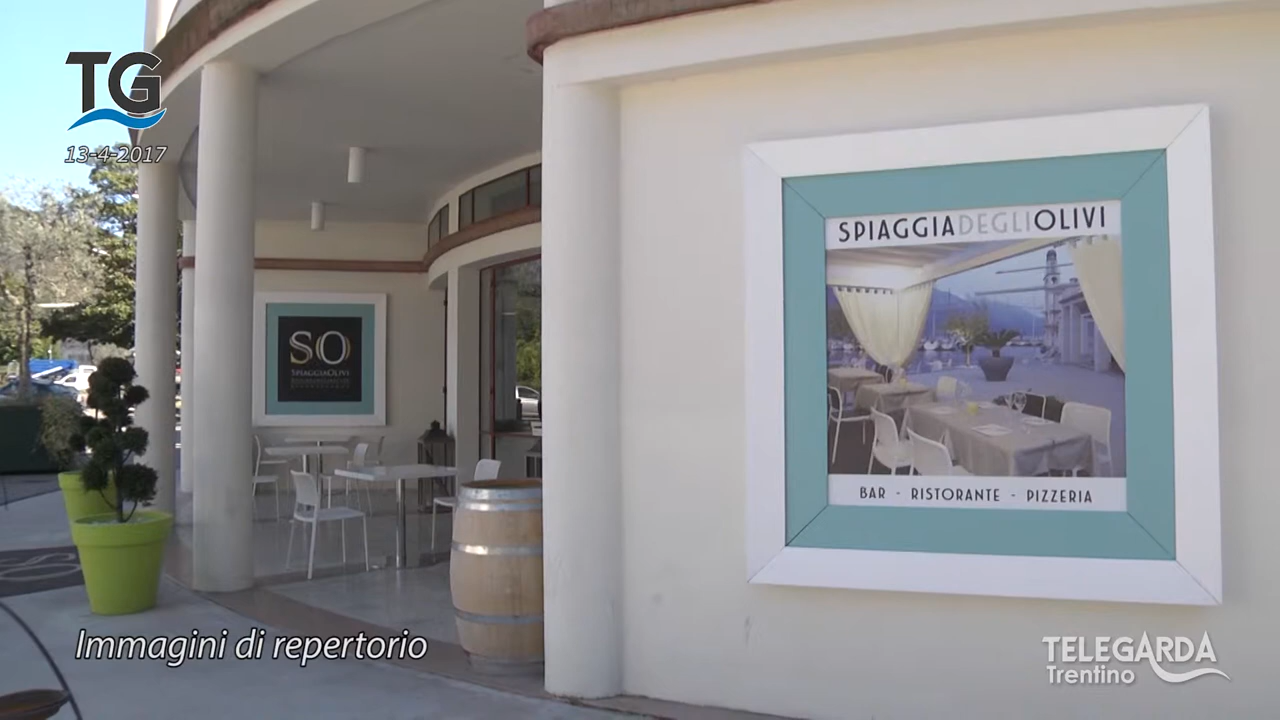 TG
13-4-2017
SPIAGGIADEGLIOLIVI
SO
SPIAGGIAOLIVI
BAR - RISTORANTE - PIZZERIA
Immagini di repertorio
TELEGARDA
Trentino